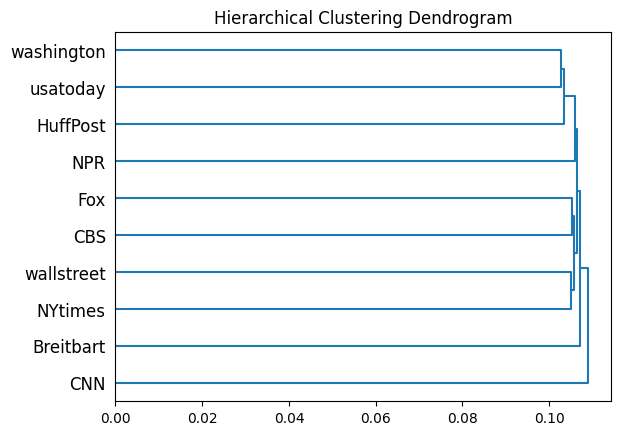 Hierarchical Clustering Dendrogram
washington
usatoday
HuffPost
NPR
Fox
CBS
wallstreet
NYtimes
Breitbart
CNN
0.00 0.02 0.04 0.06 0.08 0.10